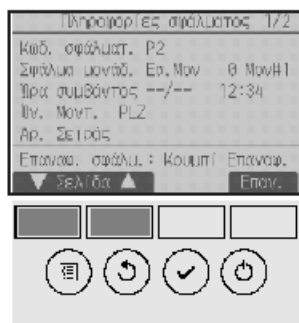 Πληροφορίες σφάλματος 1/2
Κωδ. σφάλματ. P2
Σφάλμα μονάδ. Εσ.Μον 0 Μον#1
Ώρα συμβάντος --/-- 12:34
Ον. Μοντ. PLZ
Αρ. Σειράς
Επαναφ. σφάλμ.: Κουμπί Επαναφ.
▼ Σελίδα ▲ Επαν.